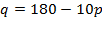 q = 180 − 10p